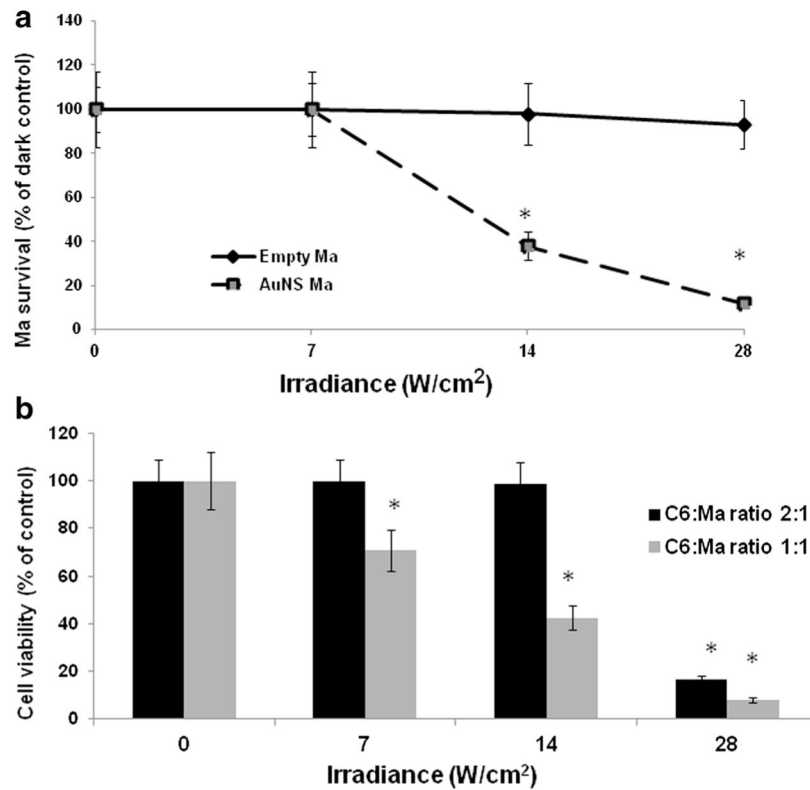 a
140
120
100
80
60
40
20
0
Ma survival (% of dark control)
*
*
Empty Ma
AuNS Ma
0 7 14 28
Irradiance (W/cm²)
b
120
100
80
60
40
20
0
Cell viability (% of control)
*
*
* *
C6:Ma ratio 2:1
C6:Ma ratio 1:1
0 7 14 28
Irradiance (W/cm²)